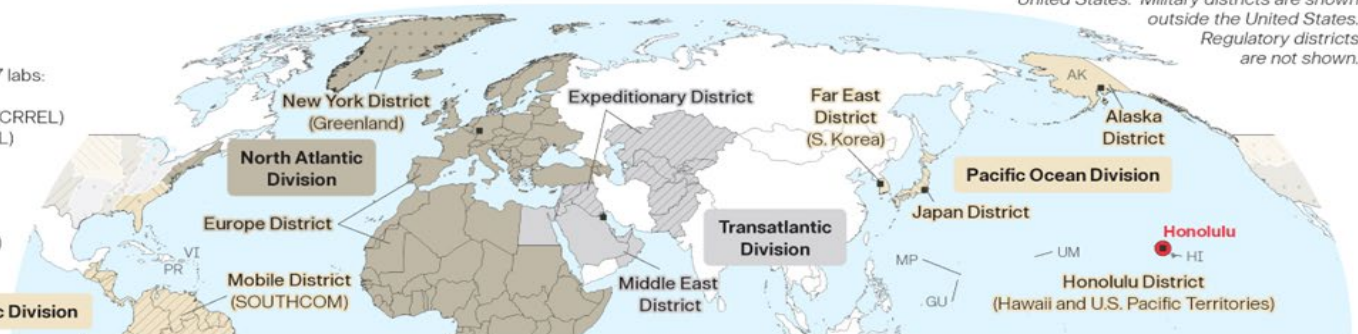 United States. Military districts are shown
outside the United States.
Regulatory districts
are not shown.
labs:
CRREL)
New York District
(Greenland)
Expeditionary District
Far East
District
(S. Korea)
AK
Alaska
District
North Atlantic
Division
Pacific Ocean Division
Europe District
Transatlantic
Division
Japan District
Honolulu
VI
PR
MP
UM
HI
GU
Mobile District
(SOUTHCOM)
Middle East
District
Honolulu District
(Hawaii and U.S. Pacific Territories)
Division